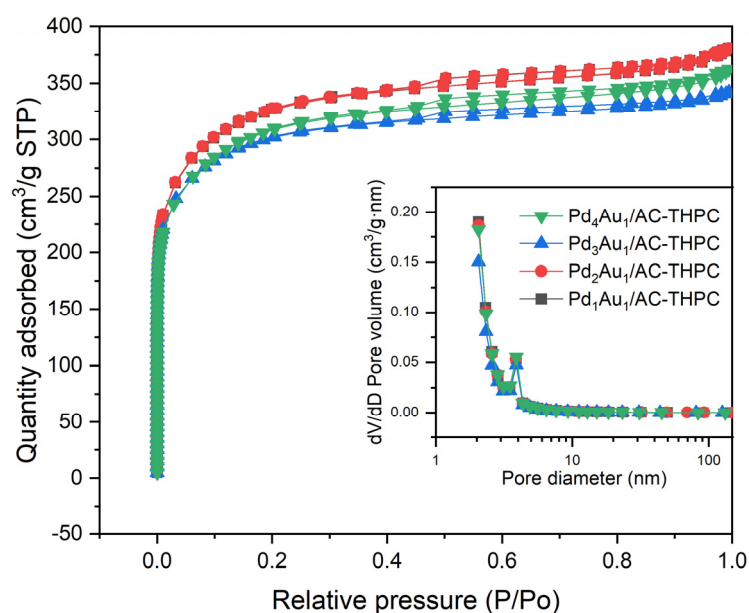 Quantity adsorbed (cm³/g STP)
400
350
300
250
200
150
100
50
0
-50
0.0 0.2 0.4 0.6 0.8 1.0
Relative pressure (P/Po)
dV/dD Pore volume (cm³/g·nm)
0.20
0.15
0.10
0.05
0.00
1 10 100
Pore diameter (nm)
Pd₄Au₁/AC-THPC
Pd₃Au₁/AC-THPC
Pd₂Au₁/AC-THPC
Pd₁Au₁/AC-THPC